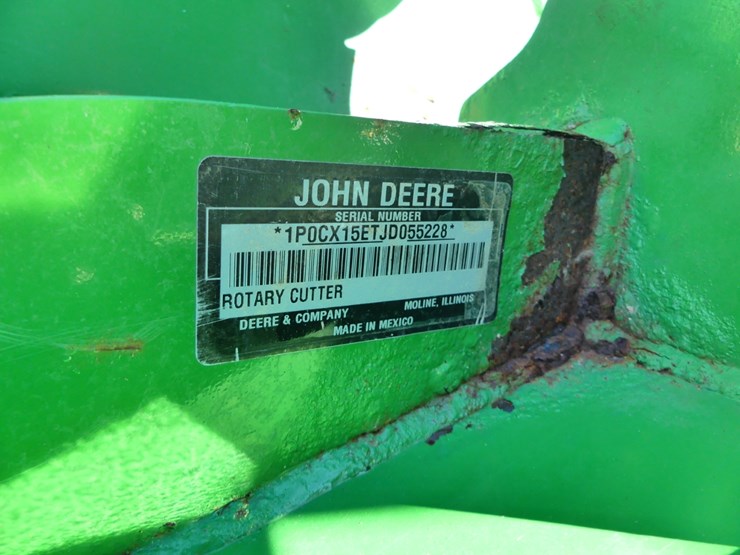 JOHN DEERE
SERIAL NUMBER
*1P0CX15ETJD055228*
ROTARY CUTTER
DEERE & COMPANY MOLINE, ILLINOIS
MADE IN MEXICO